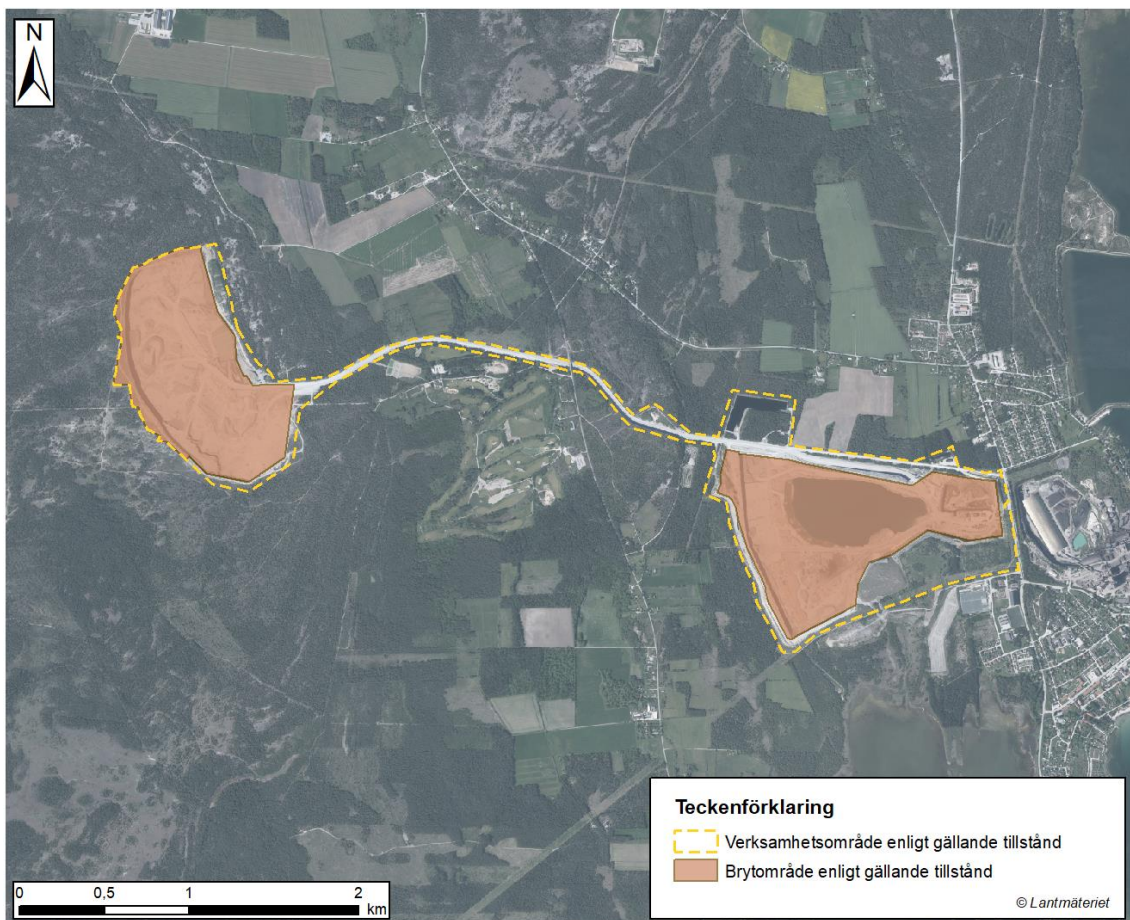 N
Teckenförklaring
Verksamhetsområde enligt gällande tillstånd
Brytområde enligt gällande tillstånd
© Lantmäteriet
0 0,5 1 2
km